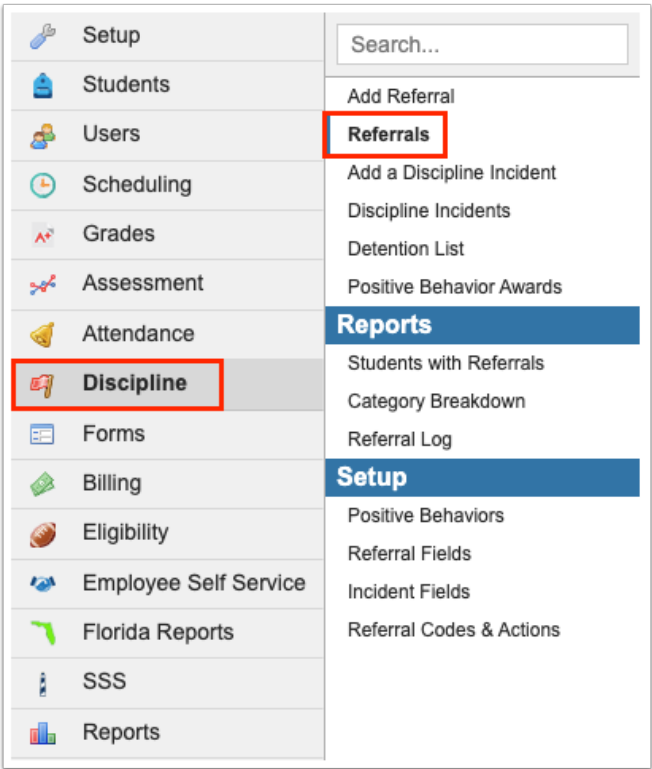 Setup
Students
Users
Scheduling
Grades
Assessment
Attendance
Discipline
Forms
Billing
Eligibility
Employee Self Service
Florida Reports
SSS
Reports
Search...
Add Referral
Referrals
Add a Discipline Incident
Discipline Incidents
Detention List
Positive Behavior Awards
Reports
Students with Referrals
Category Breakdown
Referral Log
Setup
Positive Behaviors
Referral Fields
Incident Fields
Referral Codes & Actions